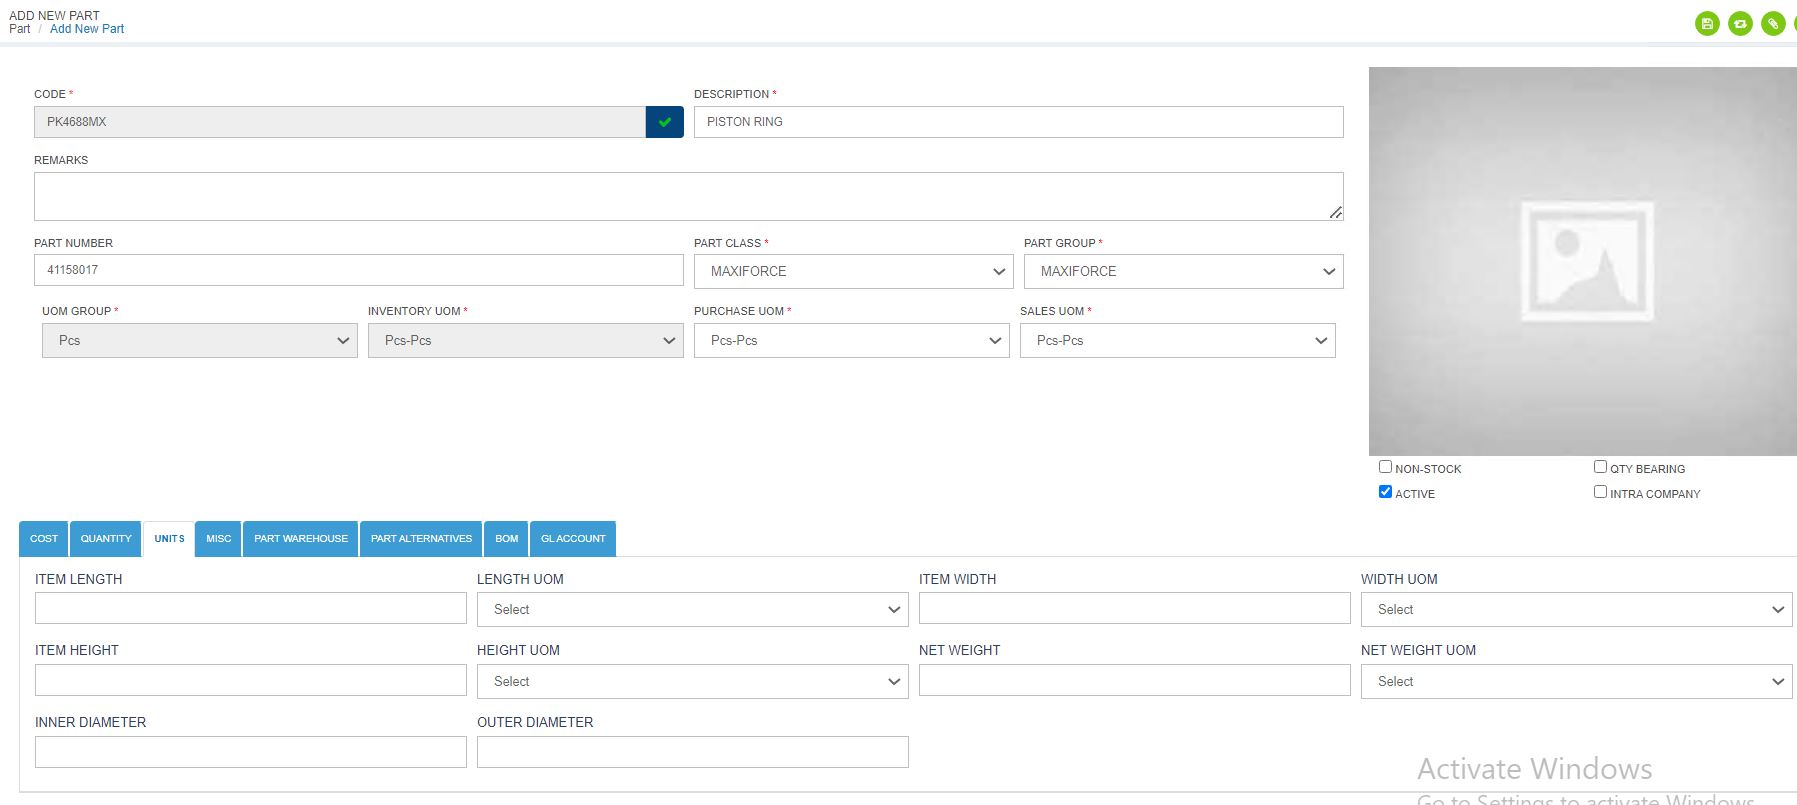 ADD NEW PART
Part / Add New Part
CODE * DESCRIPTION *
PK4688MX PISTON RING
REMARKS
PART NUMBER PART CLASS * PART GROUP *
41158017 MAXIFORCE MAXIFORCE
UOM GROUP * INVENTORY UOM * PURCHASE UOM * SALES UOM *
Pcs Pcs-Pcs Pcs-Pcs Pcs-Pcs
NON-STOCK QTY BEARING
ACTIVE INTRA COMPANY
COST QUANTITY UNITS MISC PART WAREHOUSE PART ALTERNATIVES BOM GL ACCOUNT
ITEM LENGTH LENGTH UOM ITEM WIDTH WIDTH UOM
Select Select
ITEM HEIGHT HEIGHT UOM NET WEIGHT NET WEIGHT UOM
Select Select
INNER DIAMETER OUTER DIAMETER
Activate Windows
Go to Settings to activate Windows.